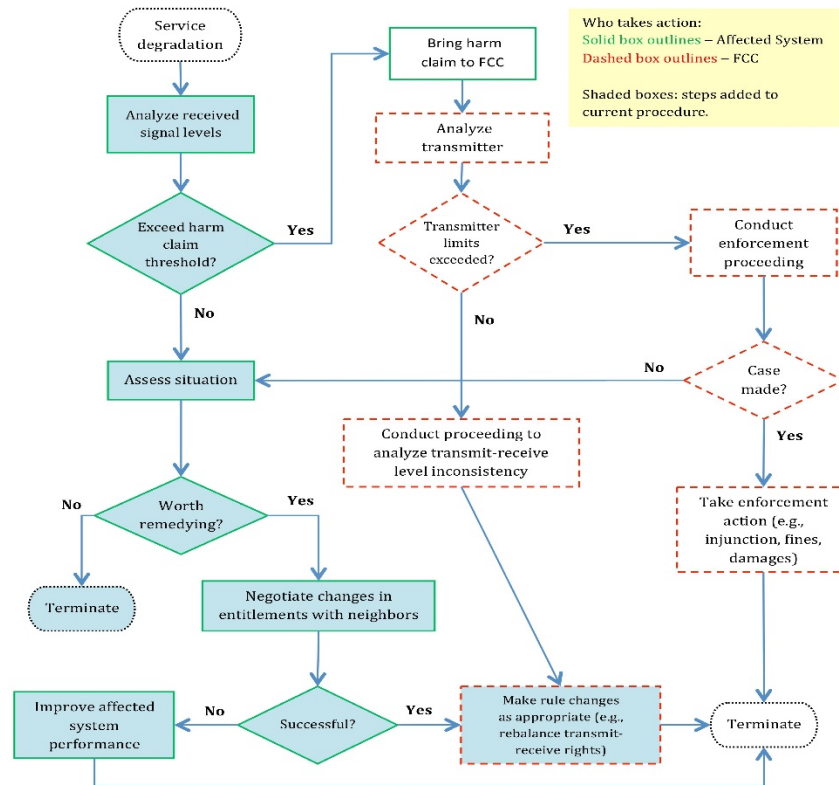 Service
degradation
Bring harm
claim to FCC
Who takes action:
Solid box outlines – Affected System
Dashed box outlines – FCC
Shaded boxes: steps added to
current procedure.
Analyze received
signal levels
Analyze
transmitter
Exceed harm
claim
threshold?
Yes
Transmitter
limits
exceeded?
Yes
Conduct
enforcement
proceeding
No
No
Assess situation
No
Case
made?
Conduct proceeding to
analyze transmit-receive
level inconsistency
Yes
No
Worth
remedying?
Yes
Take enforcement
action (e.g.,
injunction, fines,
damages)
Terminate
Negotiate changes in
entitlements with neighbors
Improve affected
system
performance
No
Successful?
Yes
Make rule changes
as appropriate (e.g.,
rebalance transmit-
receive rights)
Terminate